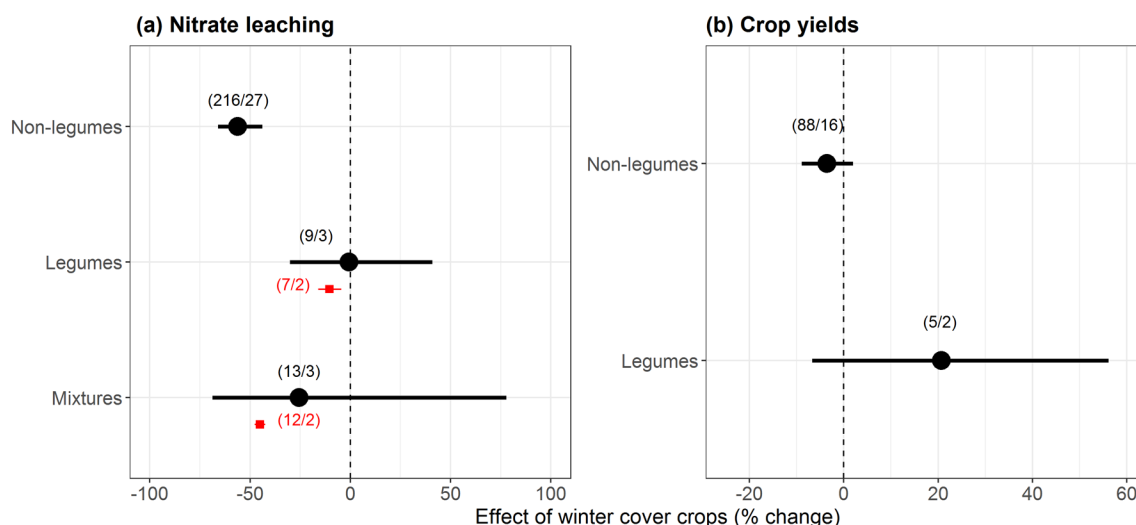 (a) Nitrate leaching
Non-legumes
(216/27)
Legumes
(9/3)
(7/2)
Mixtures
(13/3)
(12/2)
-100 -50 0 50 100
(b) Crop yields
Non-legumes
(88/16)
Legumes
(5/2)
-20 0 20 40 60
Effect of winter cover crops (% change)